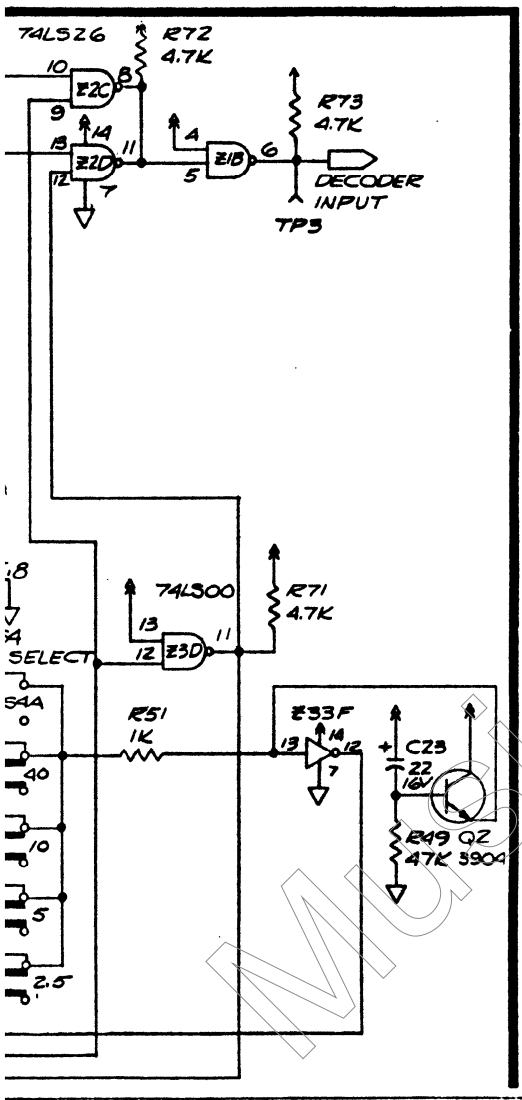 74LS26
R72
4.7K
10
8
Z2C
9
R73
4.7K
14
4
13
11
6
Z2D
Z1B
12
5
7
DECODER
INPUT
TP3
.8
74LS00
R71
4.7K
13
11
12
Z3D
SELECT
S4A
R51
1K
Z33F
14
13
12
+
C23
22
16V
7
40
R49
47K
Q2
3904
10
5
2.5